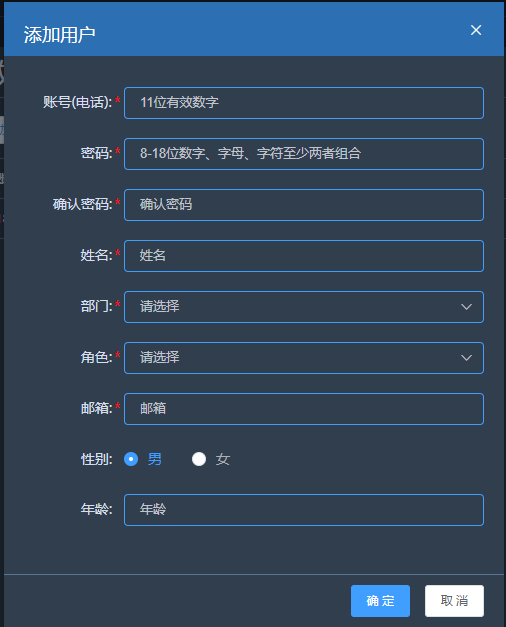 添加用户
账号(电话):* 11位有效数字
密码:* 8-18位数字、字母、字符至少两者组合
确认密码:* 确认密码
姓名:* 姓名
部门:* 请选择
角色:* 请选择
邮箱:* 邮箱
性别: 男 女
年龄: 年龄
确定 取消